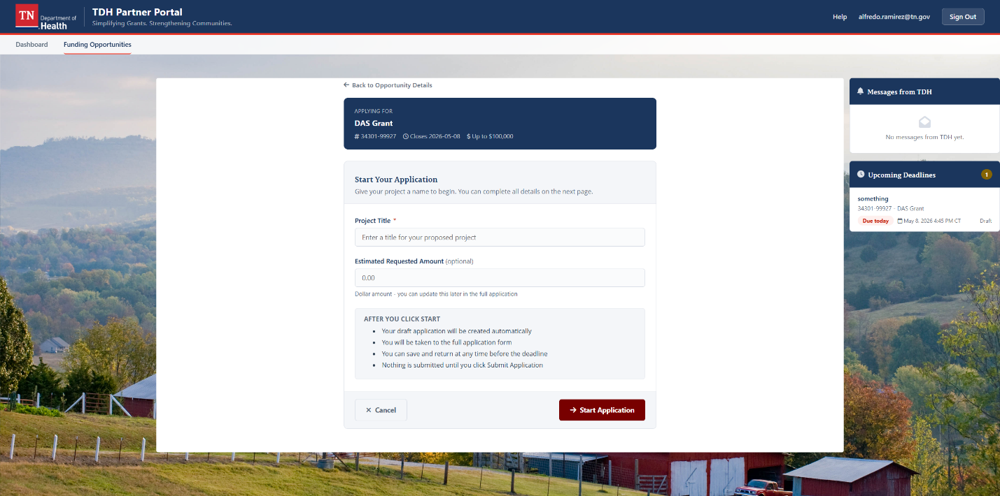 TN
Department of
Health
TDH Partner Portal
Simplifying Grants. Strengthening Communities.
Help
alfredo.ramirez@tn.gov
Sign Out
Dashboard
Funding Opportunities
Back to Opportunity Details
APPLYING FOR
DAS Grant
# 34301-99927 Closes 2026-05-08 $ Up to $100,000
Start Your Application
Give your project a name to begin. You can complete all details on the next page.
Project Title *
Enter a title for your proposed project
Estimated Requested Amount (optional)
0.00
Dollar amount - you can update this later in the full application
AFTER YOU CLICK START
• Your draft application will be created automatically
• You will be taken to the full application form
• You can save and return at any time before the deadline
• Nothing is submitted until you click Submit Application
Cancel
Start Application
Messages from TDH
No messages from TDH yet.
Upcoming Deadlines 1
something
34301-99927 · DAS Grant
Due today May 8, 2026 4:45 PM CT Draft